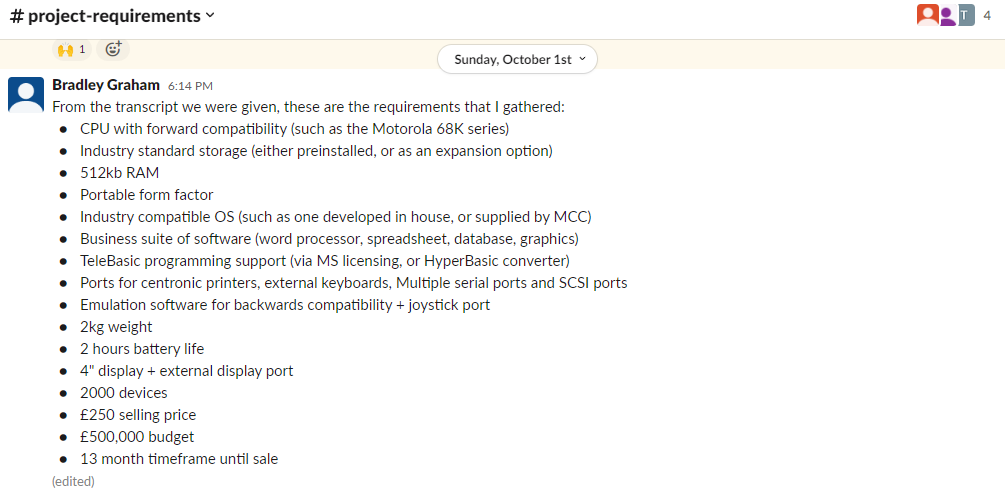 # project-requirements
T 4
1
Sunday, October 1st
Bradley Graham 6:14 PM
From the transcript we were given, these are the requirements that I gathered:
● CPU with forward compatibility (such as the Motorola 68K series)
● Industry standard storage (either preinstalled, or as an expansion option)
● 512kb RAM
● Portable form factor
● Industry compatible OS (such as one developed in house, or supplied by MCC)
● Business suite of software (word processor, spreadsheet, database, graphics)
● TeleBasic programming support (via MS licensing, or HyperBasic converter)
● Ports for centronic printers, external keyboards, Multiple serial ports and SCSI ports
● Emulation software for backwards compatibility + joystick port
● 2kg weight
● 2 hours battery life
● 4" display + external display port
● 2000 devices
● £250 selling price
● £500,000 budget
● 13 month timeframe until sale
(edited)